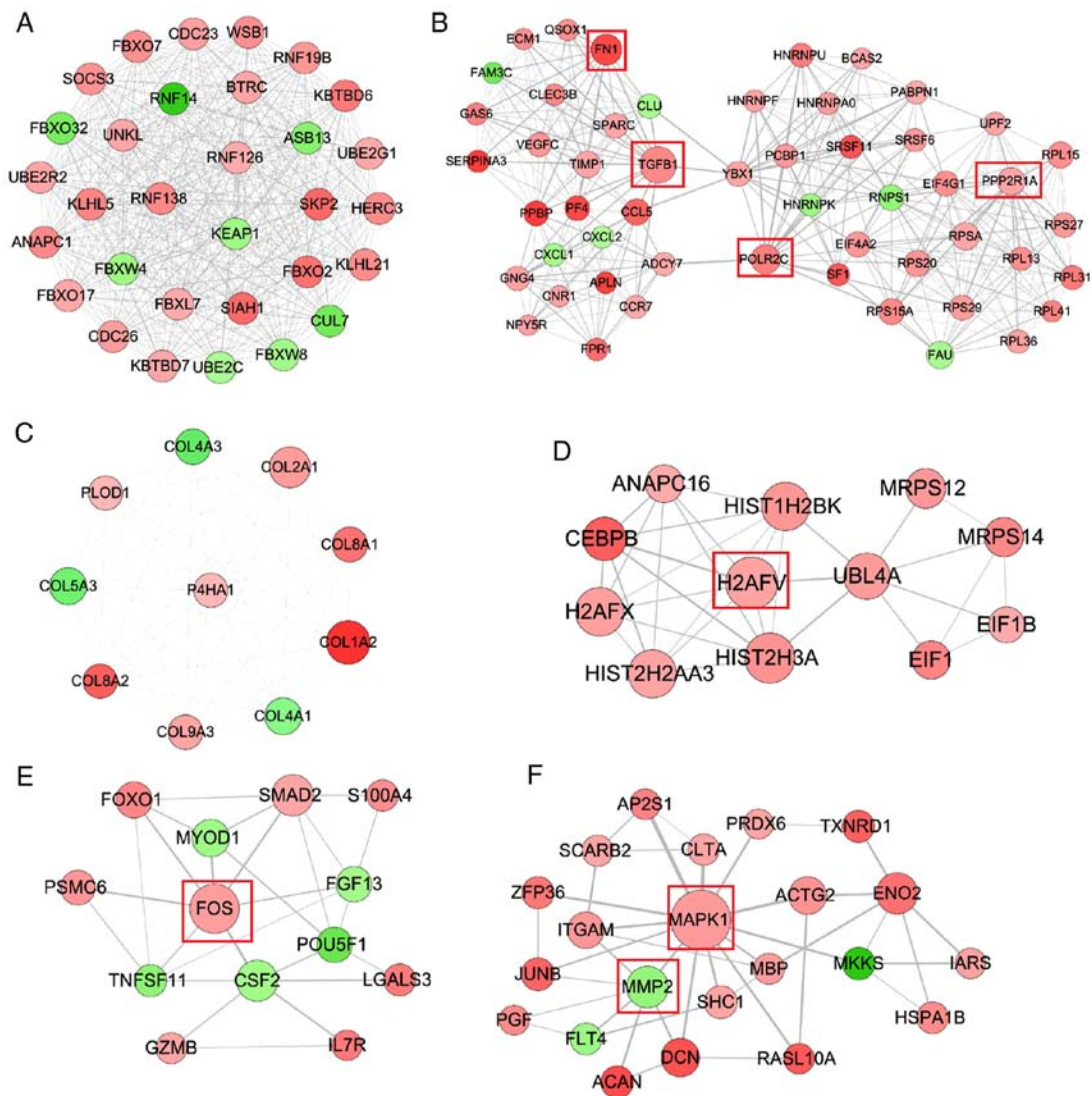 A
CDC23 WSB1
FBXO7 RNF19B
SOCS3 RNF14 BTRC KBTBD6
FBXO32 UNKL ASB13
RNF126 UBE2G1
UBE2R2
KLHL5 RNF138 SKP2 HERC3
KEAP1
ANAPC1 FBXW4 FBXO2 KLHL21
FBXO17 FBXL7 SIAH1
CUL7
CDC26 FBXW8
KBTBD7 UBE2C
B
QSOX1
ECM1 FN1
FAM3C CLEC3B CLU
GAS6 SPARC
VEGFC
SERPINA3 TIMP1 TGFB1
PPBP PF4 CCL5
CXCL2
CXCL1
GNG4 ADCY7
CNR1 APLN
NPY5R CCR7
FPR1
HNRNPU BCAS2
HNRNPF HNRNPA0 PABPN1
SRSF6 UPF2
PCBP1 SRSF11 RPL15
YBX1 EIF4G1 PPP2R1A
HNRNPK RNPS1
RPS27
EIF4A2 RPSA
POLR2C RPS20 RPL13
SF1 RPL31
RPS15A RPS29 RPL41
FAU RPL36
C
COL4A3
COL2A1
PLOD1
COL8A1
COL5A3 P4HA1
COL1A2
COL8A2
COL4A1
COL9A3
D
ANAPC16 MRPS12
HIST1H2BK
CEBPB MRPS14
H2AFV UBL4A
H2AFX
EIF1B
HIST2H2AA3 HIST2H3A EIF1
E
FOXO1 SMAD2 S100A4
MYOD1
PSMC6 FGF13
FOS
POU5F1
TNFSF11 CSF2 LGALS3
GZMB IL7R
F
AP2S1 PRDX6 TXNRD1
SCARB2 CLTA
ZFP36 ACTG2 ENO2
MAPK1
ITGAM
JUNB MBP MKKS IARS
MMP2
PGF SHC1 HSPA1B
FLT4
DCN RASL10A
ACAN